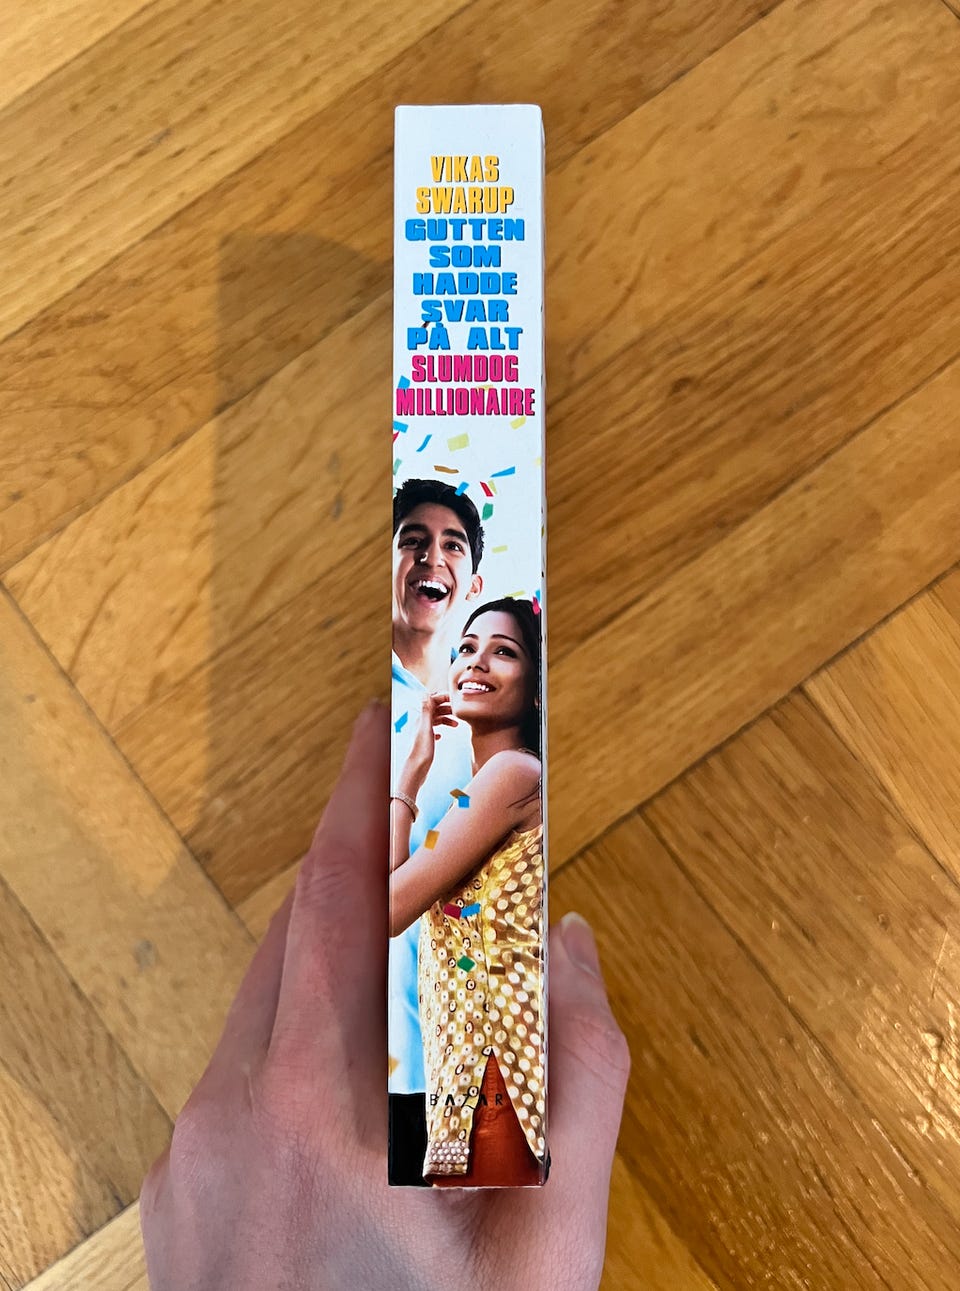 VIKAS
SWARUP
GUTTEN
SOM
HADDE
SVAR
PÅ ALT
SLUMDOG
MILLIONAIRE
BAZAR